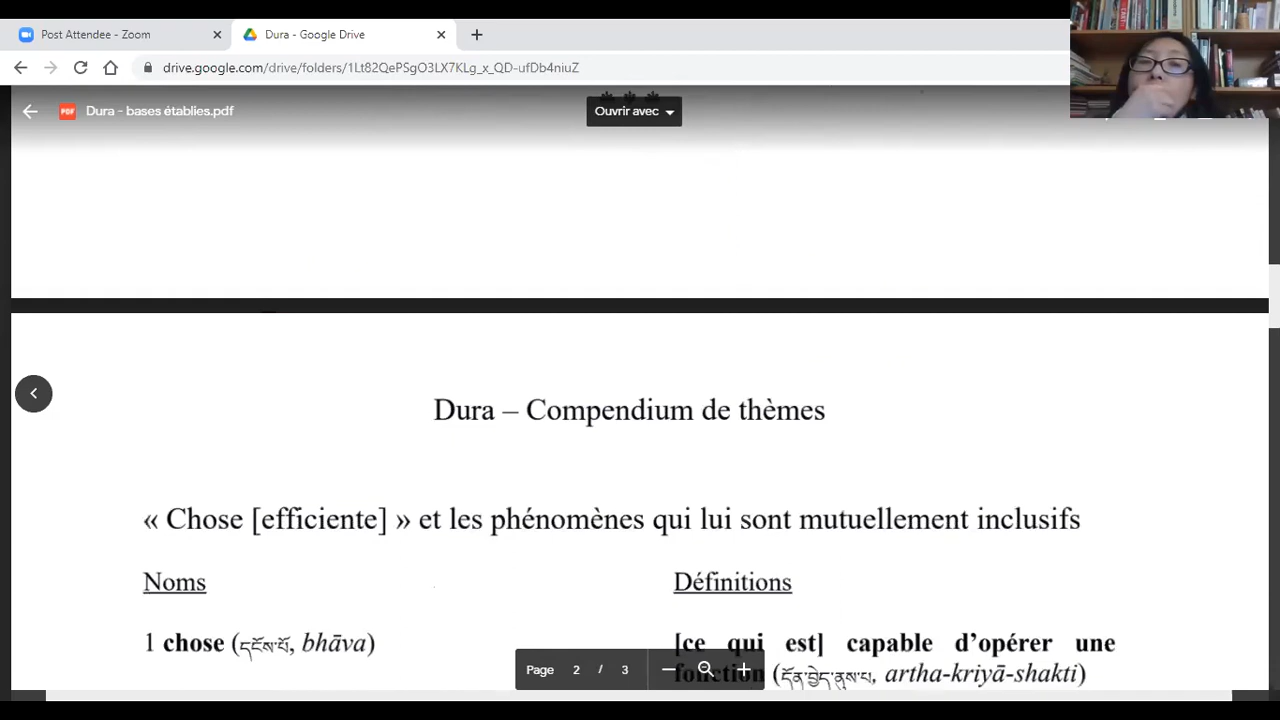 Post Attendee - Zoom
Dura - Google Drive
drive.google.com/drive/folders/1Lt82QePSgO3LX7KLg_x_QD-ufDb4niuZ
* * *
Dura - bases établies.pdf
Ouvrir avec
Dura – Compendium de thèmes
« Chose [efficiente] » et les phénomènes qui lui sont mutuellement inclusifs
Noms
Définitions
1 chose (དངོས་པོ, bhāva)
[ce qui est] capable d’opérer une
fonction (དོན་བྱེད་ནུས་པ, artha-kriyā-shakti)
Page 2 / 3